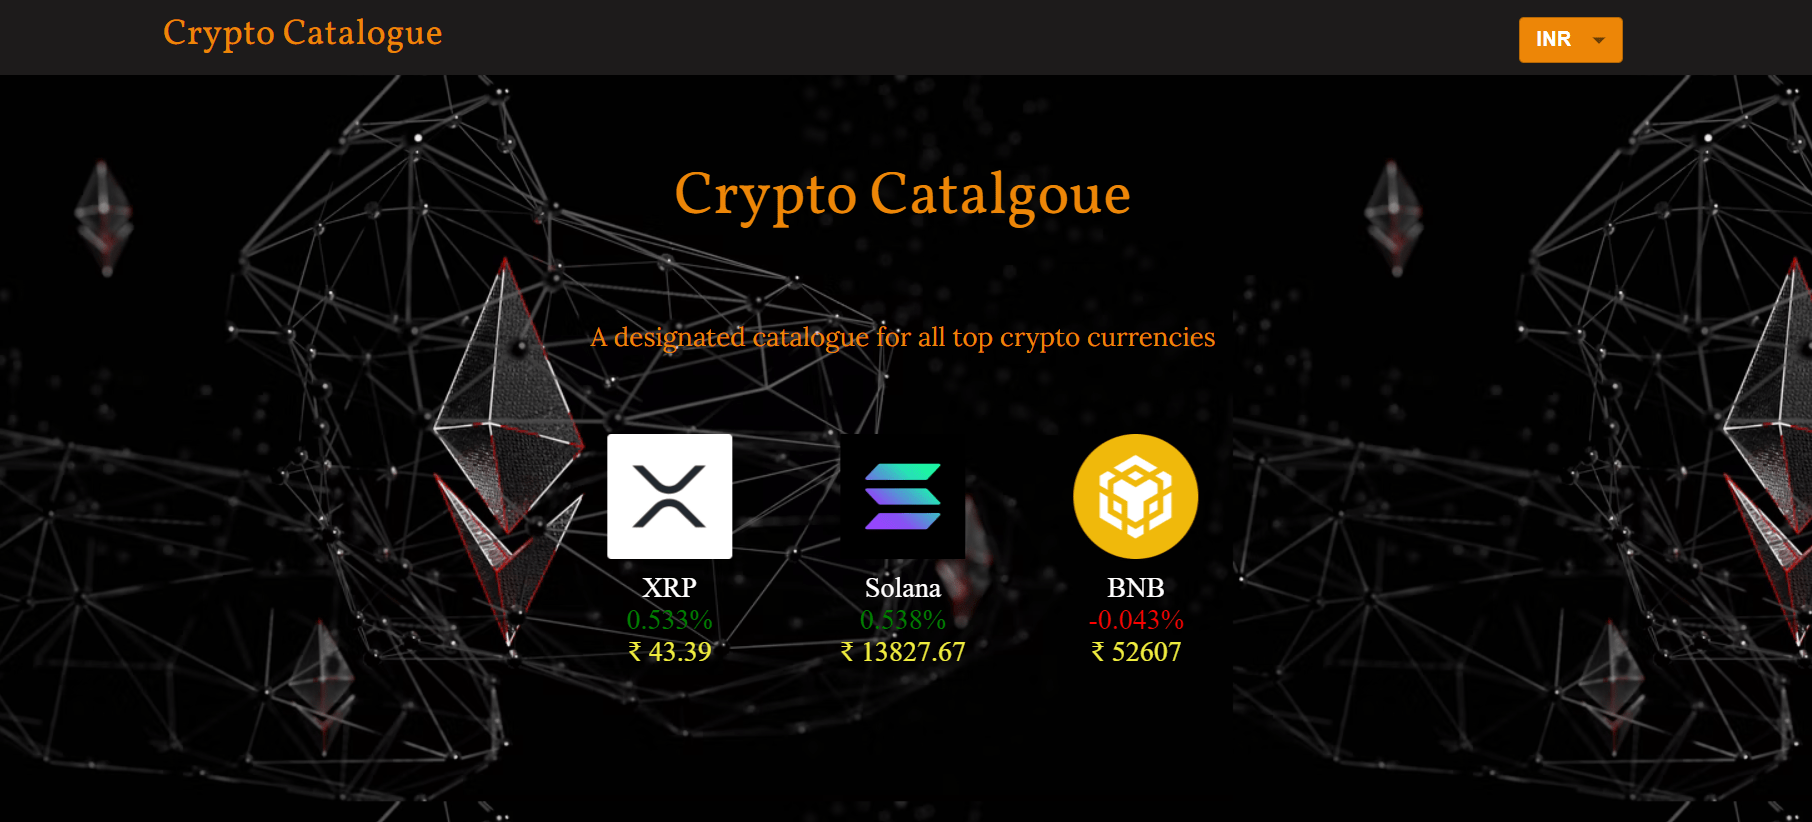 Crypto Catalogue
INR
Crypto Catalgoue
A designated catalogue for all top crypto currencies
XRP
0.533%
₹ 43.39
Solana
0.538%
₹ 13827.67
BNB
-0.043%
₹ 52607